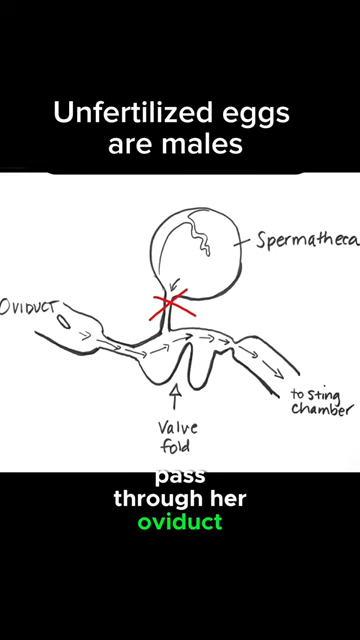 Unfertilized eggs
are males
Spermatheca
OVIDUCT
to sting
chamber
Valve
fold
pass
through her
oviduct